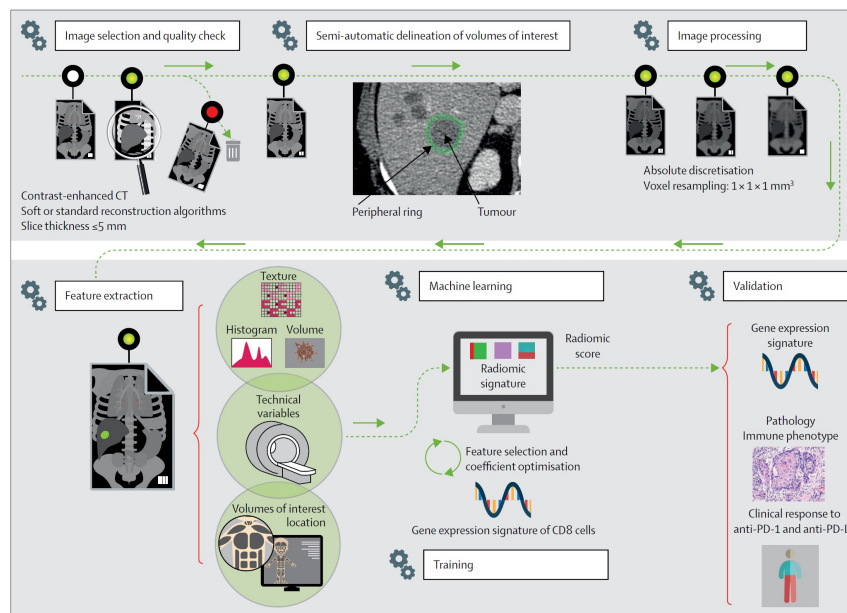 Image selection and quality check
Semi-automatic delineation of volumes of interest
Image processing
Contrast-enhanced CT
Soft or standard reconstruction algorithms
Slice thickness ≤5 mm
Peripheral ring
Tumour
Absolute discretisation
Voxel resampling: 1 × 1 × 1 mm³
Feature extraction
Texture
Histogram
Volume
Technical
variables
Volumes of interest
location
Machine learning
Radiomic
signature
Radiomic
score
Feature selection and
coefficient optimisation
Gene expression signature of CD8 cells
Training
Validation
Gene expression
signature
Pathology
Immune phenotype
Clinical response to
anti-PD-1 and anti-PD-L